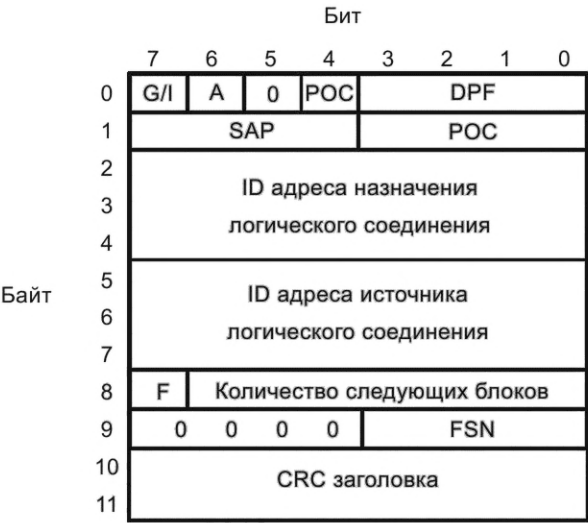 Бит
7 6 5 4 3 2 1 0
0 G/I A 0 POC DPF
1 SAP POC
2
ID адреса назначения
3
логического соединения
4
5
ID адреса источника
Байт 6
логического соединения
7
8 F Количество следующих блоков
9 0 0 0 0 FSN
10
CRC заголовка
11